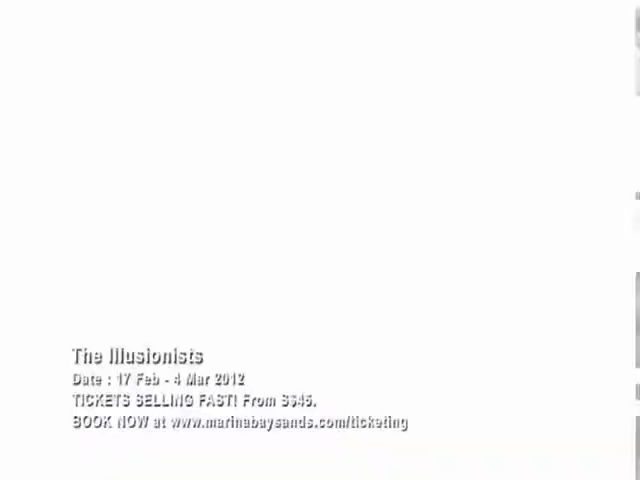 The Illusionists
Date : 17 Feb - 4 Mar 2012
TICKETS SELLING FAST! From S$45.
BOOK NOW at www.marinabaysands.com/ticketing